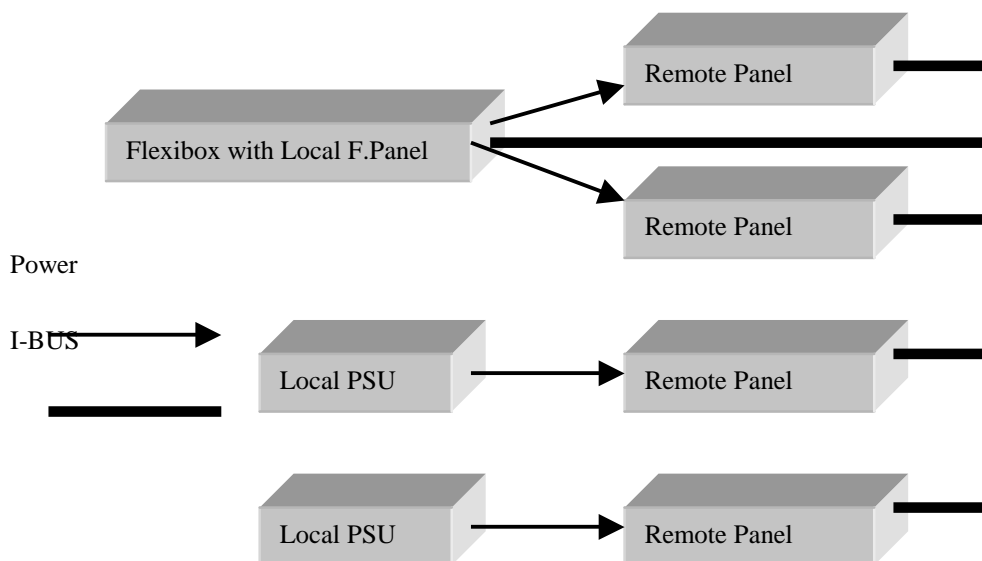 Remote Panel
Flexibox with Local F.Panel
Remote Panel
Power
I-BUS
Local PSU
Remote Panel
Local PSU
Remote Panel